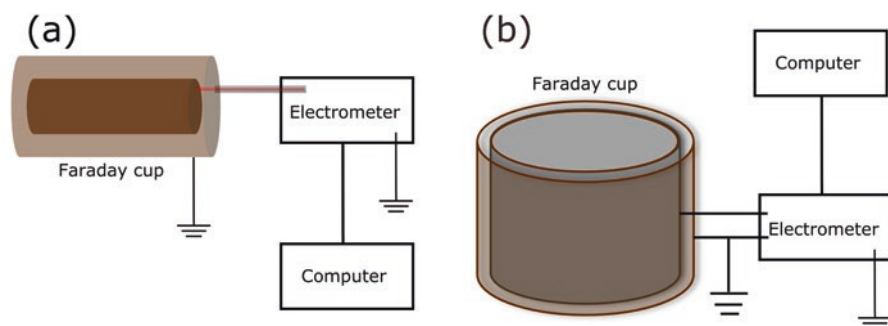 (a)
Electrometer
Faraday cup
Computer
(b)
Computer
Faraday cup
Electrometer